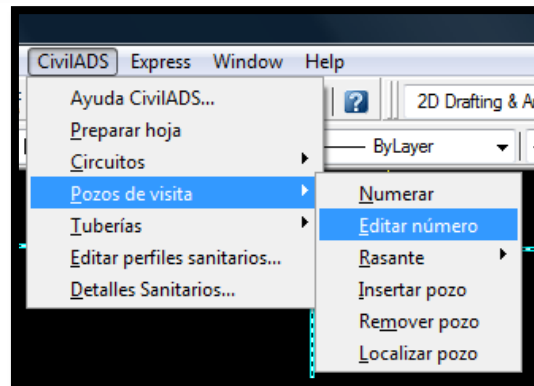 CivilADS Express Window Help
2D Drafting & A
ByLayer
Ayuda CivilADS...
Preparar hoja
Circuitos
Pozos de visita
Tuberías
Editar perfiles sanitarios...
Detalles Sanitarios...
Numerar
Editar número
Rasante
Insertar pozo
Remover pozo
Localizar pozo